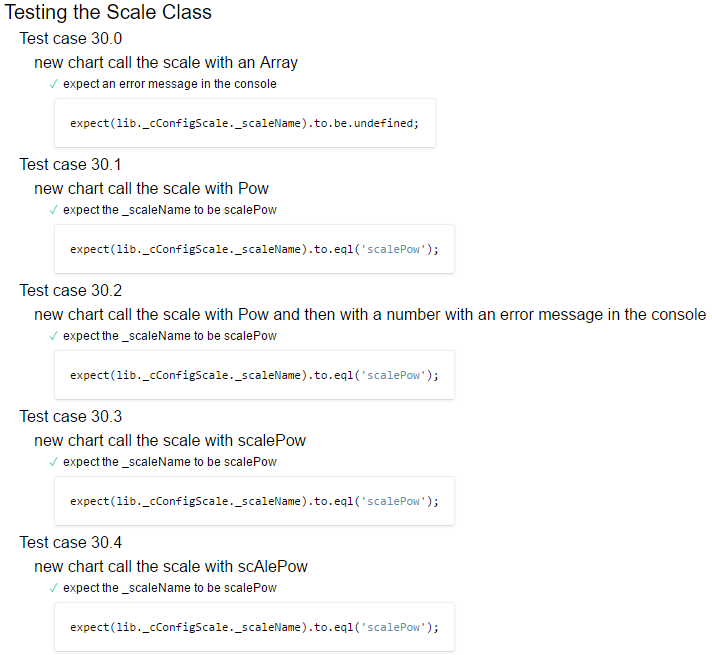 Testing the Scale Class
Test case 30.0
new chart call the scale with an Array
✓ expect an error message in the console
expect(lib._cConfigScale._scaleName).to.be.undefined;
Test case 30.1
new chart call the scale with Pow
✓ expect the _scaleName to be scalePow
expect(lib._cConfigScale._scaleName).to.eql('scalePow');
Test case 30.2
new chart call the scale with Pow and then with a number with an error message in the console
✓ expect the _scaleName to be scalePow
expect(lib._cConfigScale._scaleName).to.eql('scalePow');
Test case 30.3
new chart call the scale with scalePow
✓ expect the _scaleName to be scalePow
expect(lib._cConfigScale._scaleName).to.eql('scalePow');
Test case 30.4
new chart call the scale with scAlePow
✓ expect the _scaleName to be scalePow
expect(lib._cConfigScale._scaleName).to.eql('scalePow');